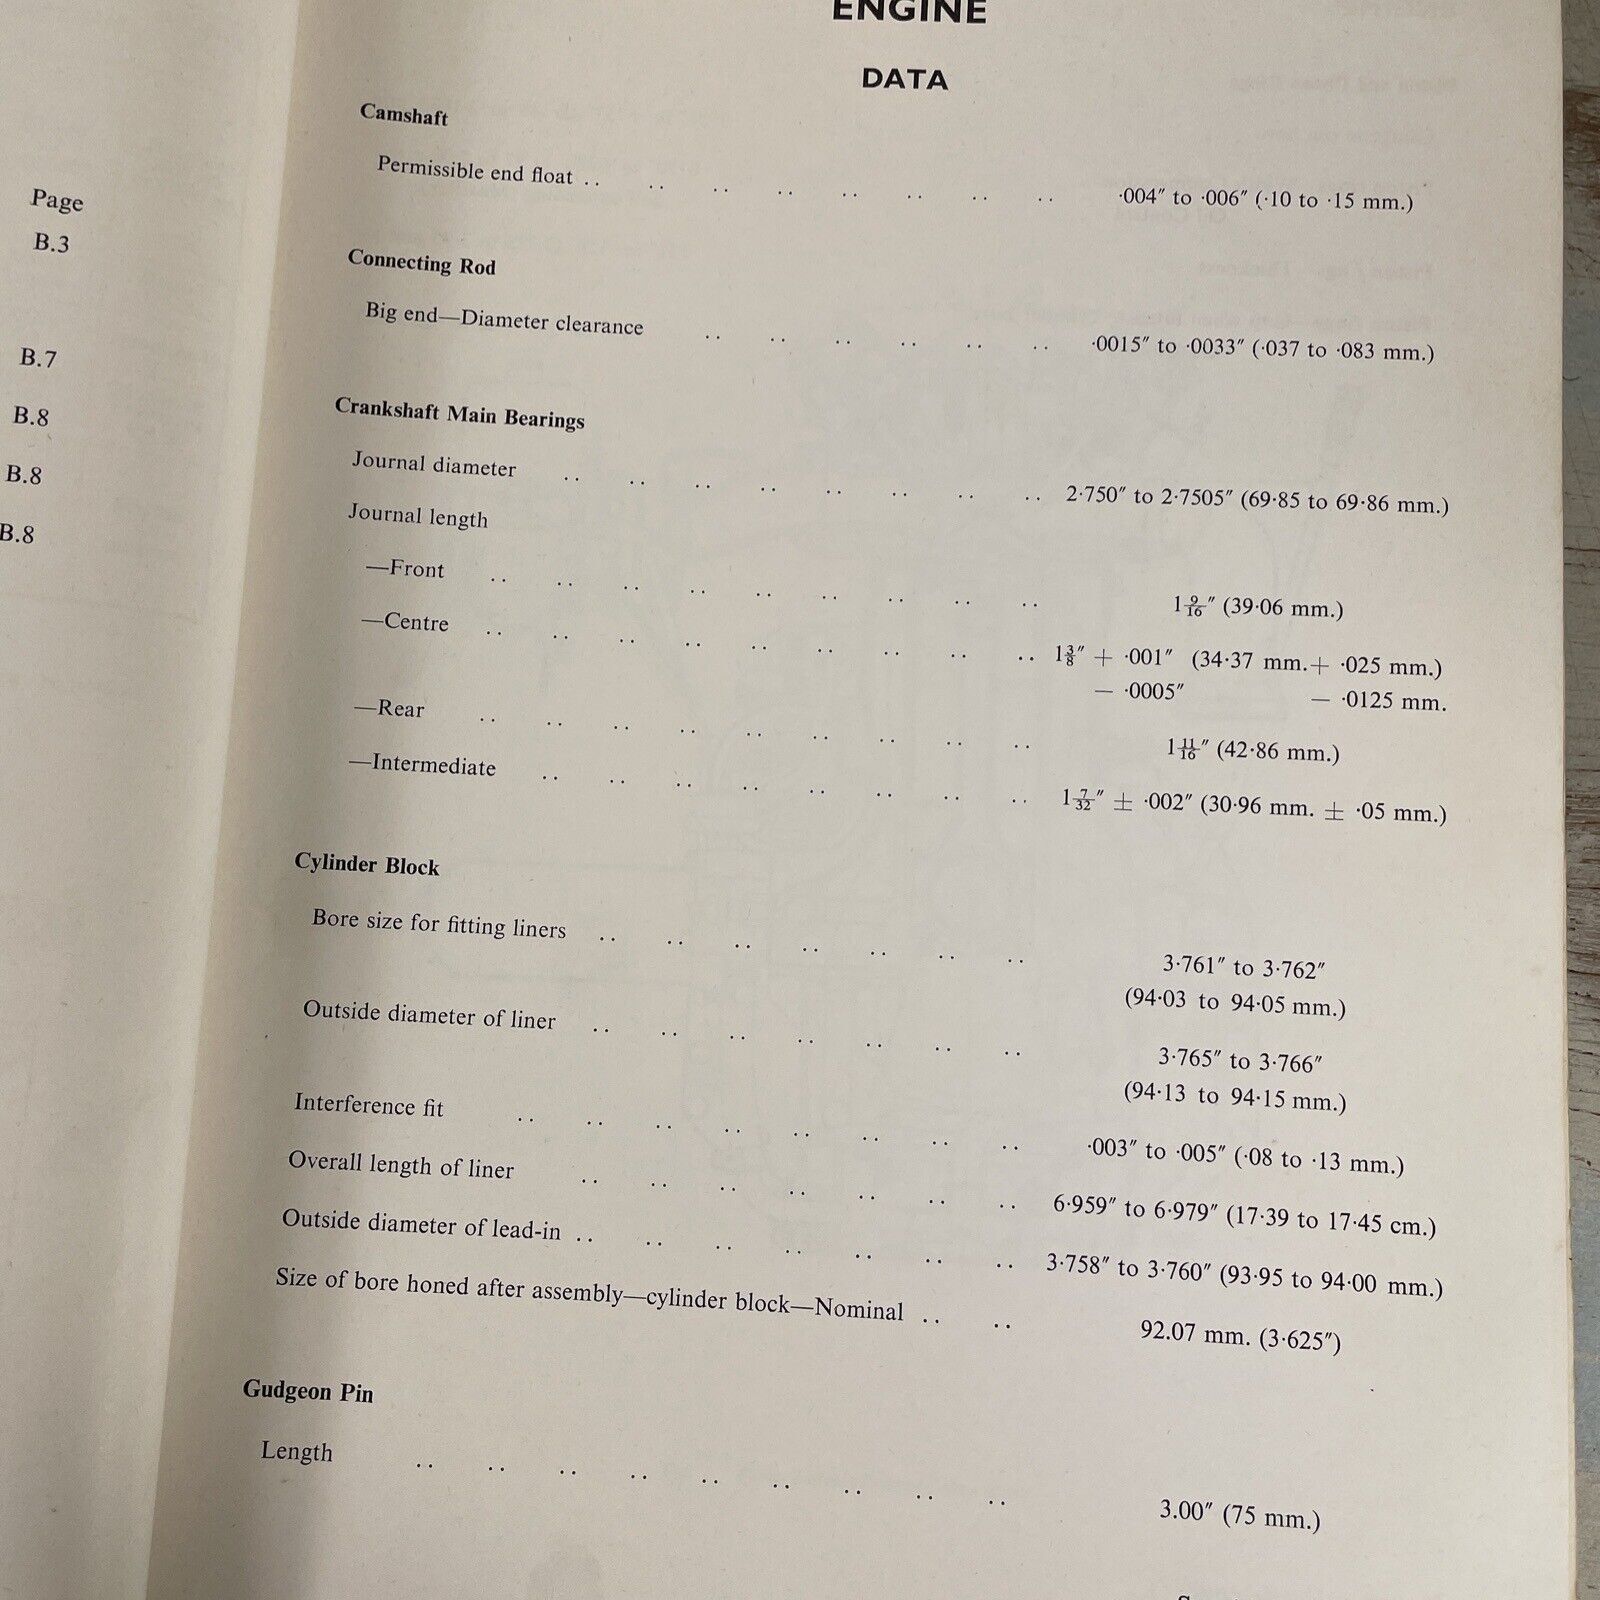 Page
B.3
B.7
B.8
B.8
B.8
ENGINE
DATA
Camshaft
Permissible end float .. .. .. .. .. .. .. .. ·004″ to ·006″ (·10 to ·15 mm.)
Connecting Rod
Big end—Diameter clearance .. .. .. .. .. .. ·0015″ to ·0033″ (·037 to ·083 mm.)
Crankshaft Main Bearings
Journal diameter .. .. .. .. .. .. .. .. 2·750″ to 2·7505″ (69·85 to 69·86 mm.)
Journal length
—Front .. .. .. .. .. .. .. .. .. 1 9/16″ (39·06 mm.)
—Centre .. .. .. .. .. .. .. .. .. 1 3/8″ + ·001″ (34·37 mm.+ ·025 mm.)
− ·0005″ − ·0125 mm.
—Rear .. .. .. .. .. .. .. .. .. 1 11/16″ (42·86 mm.)
—Intermediate .. .. .. .. .. .. .. .. 1 7/32″ ± ·002″ (30·96 mm. ± ·05 mm.)
Cylinder Block
Bore size for fitting liners .. .. .. .. .. .. .. 3·761″ to 3·762″
(94·03 to 94·05 mm.)
Outside diameter of liner .. .. .. .. .. .. .. 3·765″ to 3·766″
(94·13 to 94·15 mm.)
Interference fit .. .. .. .. .. .. .. .. ·003″ to ·005″ (·08 to ·13 mm.)
Overall length of liner .. .. .. .. .. .. .. 6·959″ to 6·979″ (17·39 to 17·45 cm.)
Outside diameter of lead-in .. .. .. .. .. .. .. 3·758″ to 3·760″ (93·95 to 94·00 mm.)
Size of bore honed after assembly—cylinder block—Nominal .. .. 92.07 mm. (3·625″)
Gudgeon Pin
Length .. .. .. .. .. .. .. .. .. 3.00″ (75 mm.)